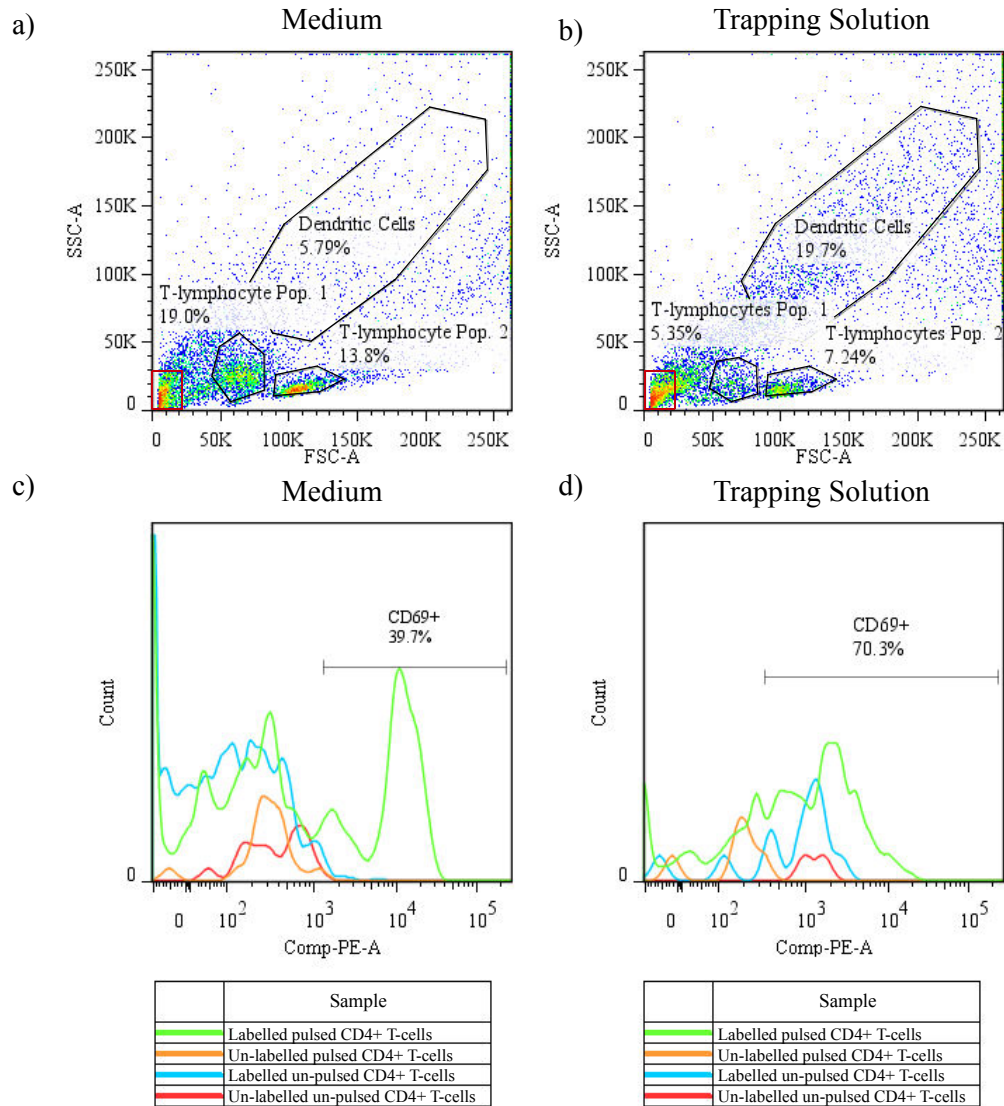 a)
Medium
250K
200K
150K
100K
50K
0
SSC-A
Dendritic Cells
5.79%
T-lymphocyte Pop. 1
19.0%
T-lymphocyte Pop. 2
13.8%
0 50K 100K 150K 200K 250K
FSC-A
b)
Trapping Solution
250K
200K
150K
100K
50K
0
SSC-A
Dendritic Cells
19.7%
T-lymphocytes Pop. 1
5.35%
T-lymphocytes Pop. 2
7.24%
0 50K 100K 150K 200K 250K
FSC-A
c)
Medium
Count
0
CD69+
39.7%
0 10^2 10^3 10^4 10^5
Comp-PE-A
Sample
Labelled pulsed CD4+ T-cells
Un-labelled pulsed CD4+ T-cells
Labelled un-pulsed CD4+ T-cells
Un-labelled un-pulsed CD4+ T-cells
d)
Trapping Solution
Count
0
CD69+
70.3%
0 10^2 10^3 10^4 10^5
Comp-PE-A
Sample
Labelled pulsed CD4+ T-cells
Un-labelled pulsed CD4+ T-cells
Labelled un-pulsed CD4+ T-cells
Un-labelled un-pulsed CD4+ T-cells